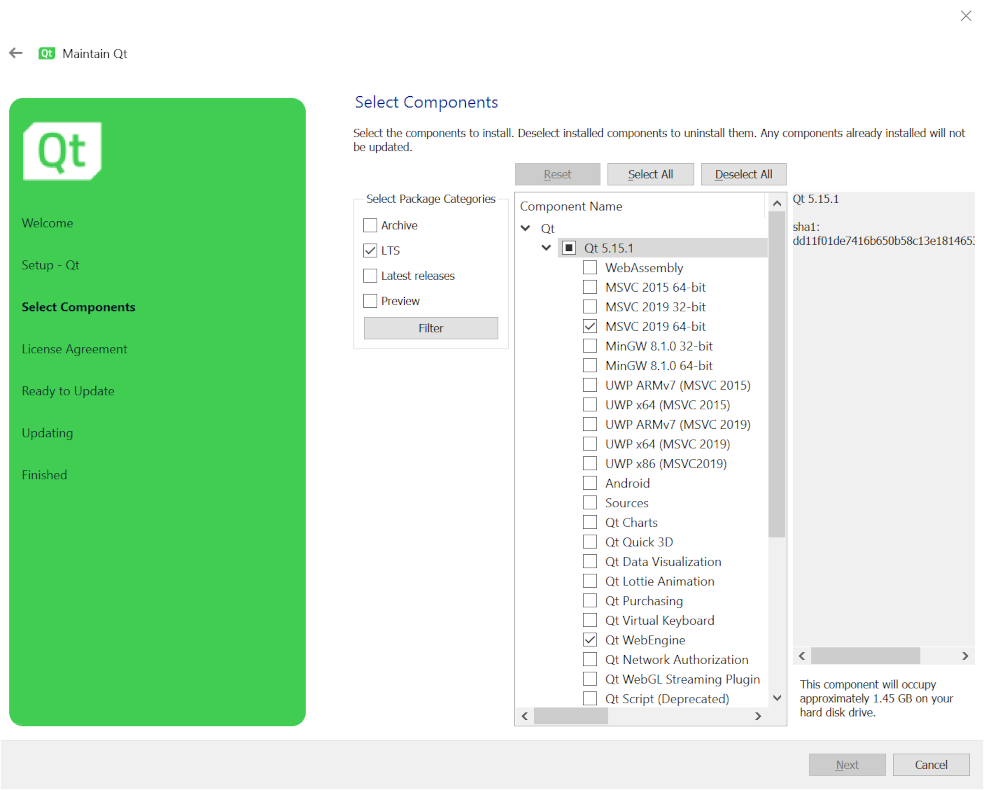 Qt Maintain Qt
Qt
Welcome
Setup - Qt
Select Components
License Agreement
Ready to Update
Updating
Finished
Select Components
Select the components to install. Deselect installed components to uninstall them. Any components already installed will not
be updated.
Reset Select All Deselect All
Select Package Categories
Archive
LTS
Latest releases
Preview
Filter
Component Name
Qt
Qt 5.15.1
WebAssembly
MSVC 2015 64-bit
MSVC 2019 32-bit
MSVC 2019 64-bit
MinGW 8.1.0 32-bit
MinGW 8.1.0 64-bit
UWP ARMv7 (MSVC 2015)
UWP x64 (MSVC 2015)
UWP ARMv7 (MSVC 2019)
UWP x64 (MSVC 2019)
UWP x86 (MSVC2019)
Android
Sources
Qt Charts
Qt Quick 3D
Qt Data Visualization
Qt Lottie Animation
Qt Purchasing
Qt Virtual Keyboard
Qt WebEngine
Qt Network Authorization
Qt WebGL Streaming Plugin
Qt Script (Deprecated)
Qt 5.15.1
sha1:
dd11f01de7416b650b58c13e1814653
This component will occupy
approximately 1.45 GB on your
hard disk drive.
Next Cancel